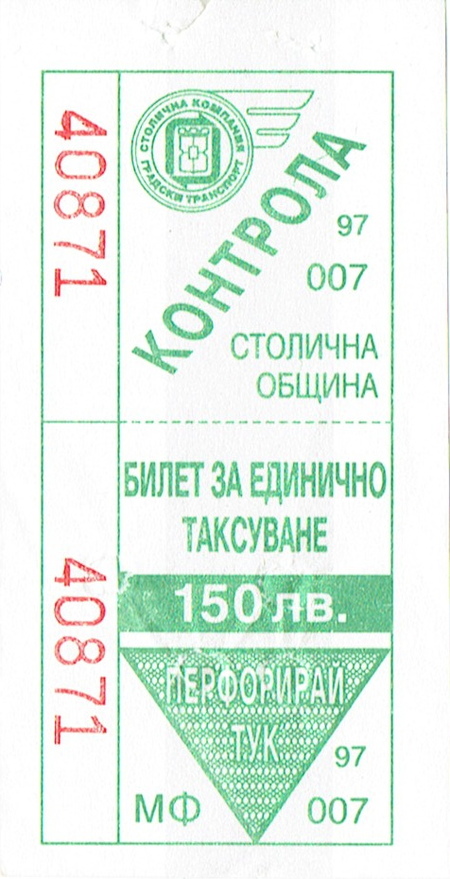 40871
СТОЛИЧНА КОМПАНИЯ
ГРАДСКИ ТРАНСПОРТ
КОНТРОЛА
97
007
СТОЛИЧНА
ОБЩИНА
40871
БИЛЕТ ЗА ЕДИНИЧНО
ТАКСУВАНЕ
150 лв.
ПЕРФОРИРАЙ
ТУК
97
МФ 007